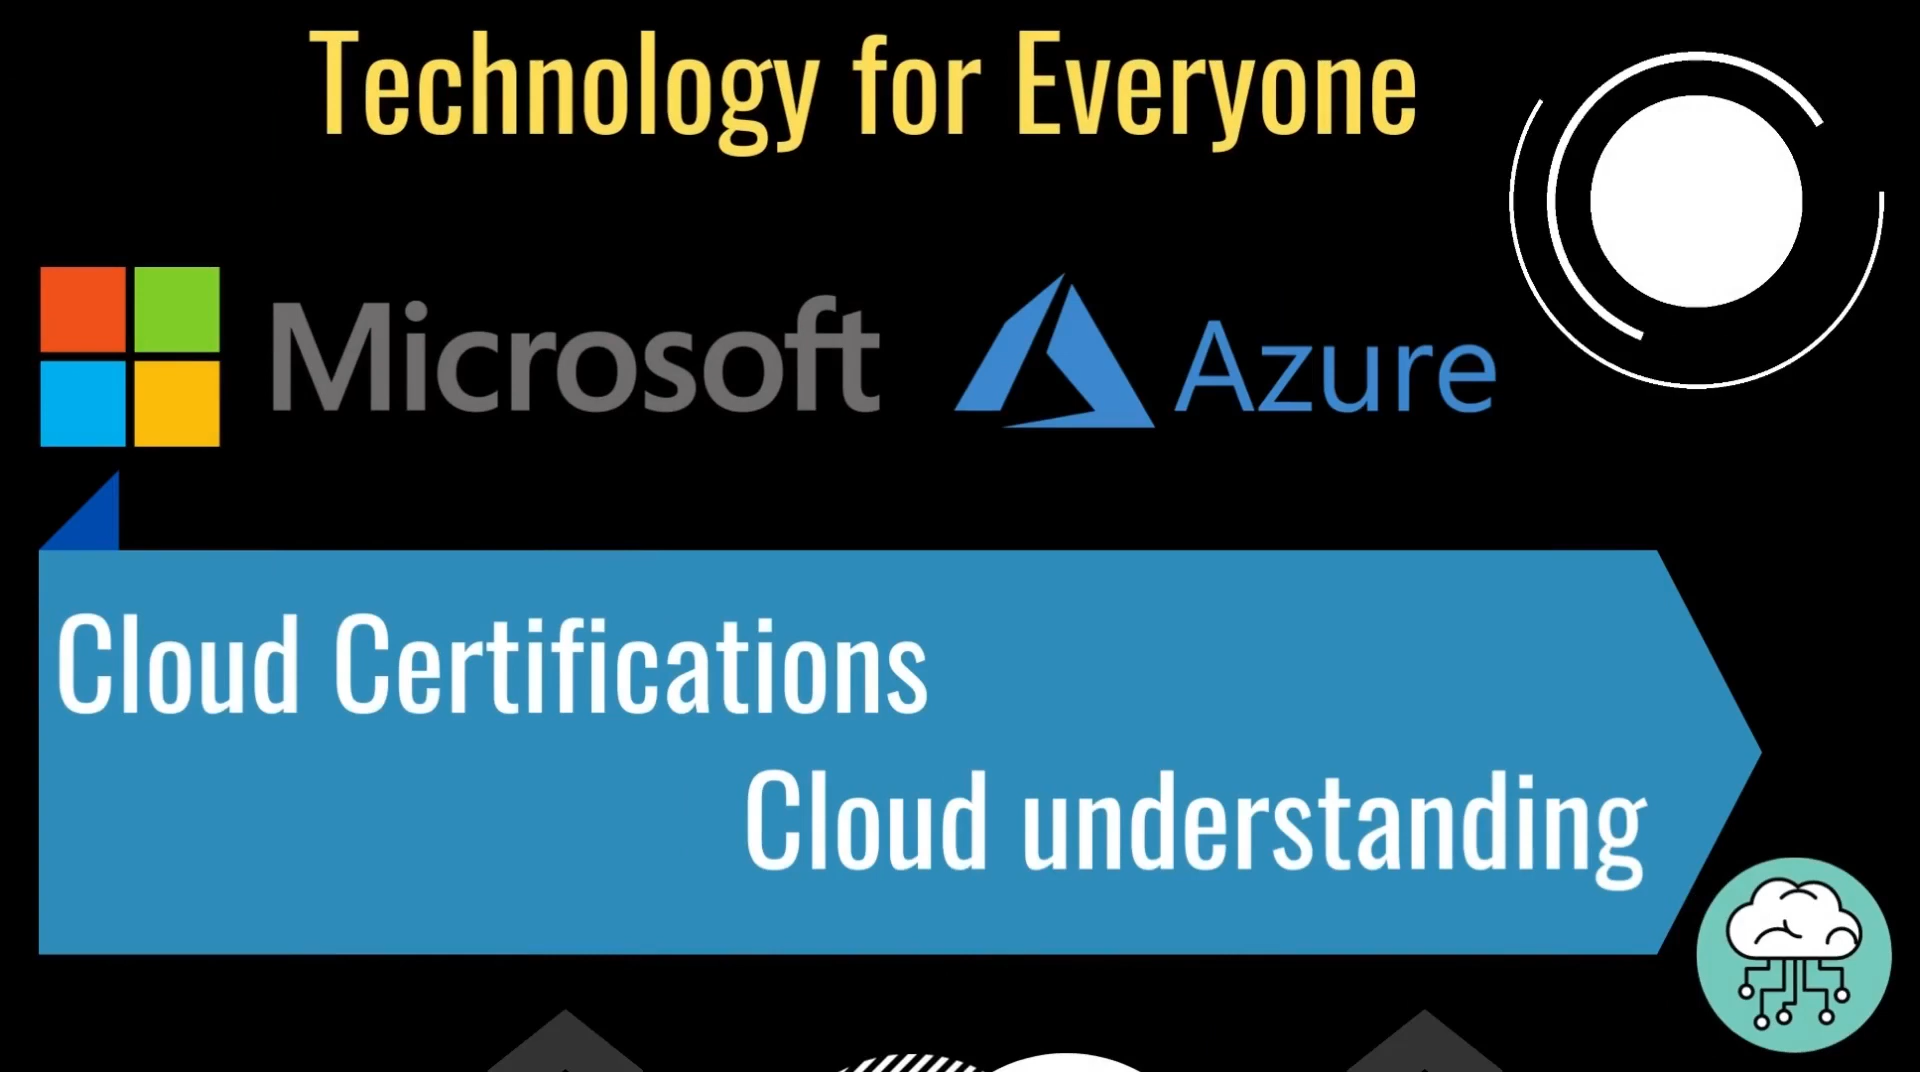 Technology for Everyone
Microsoft Azure
Cloud Certifications
Cloud understanding